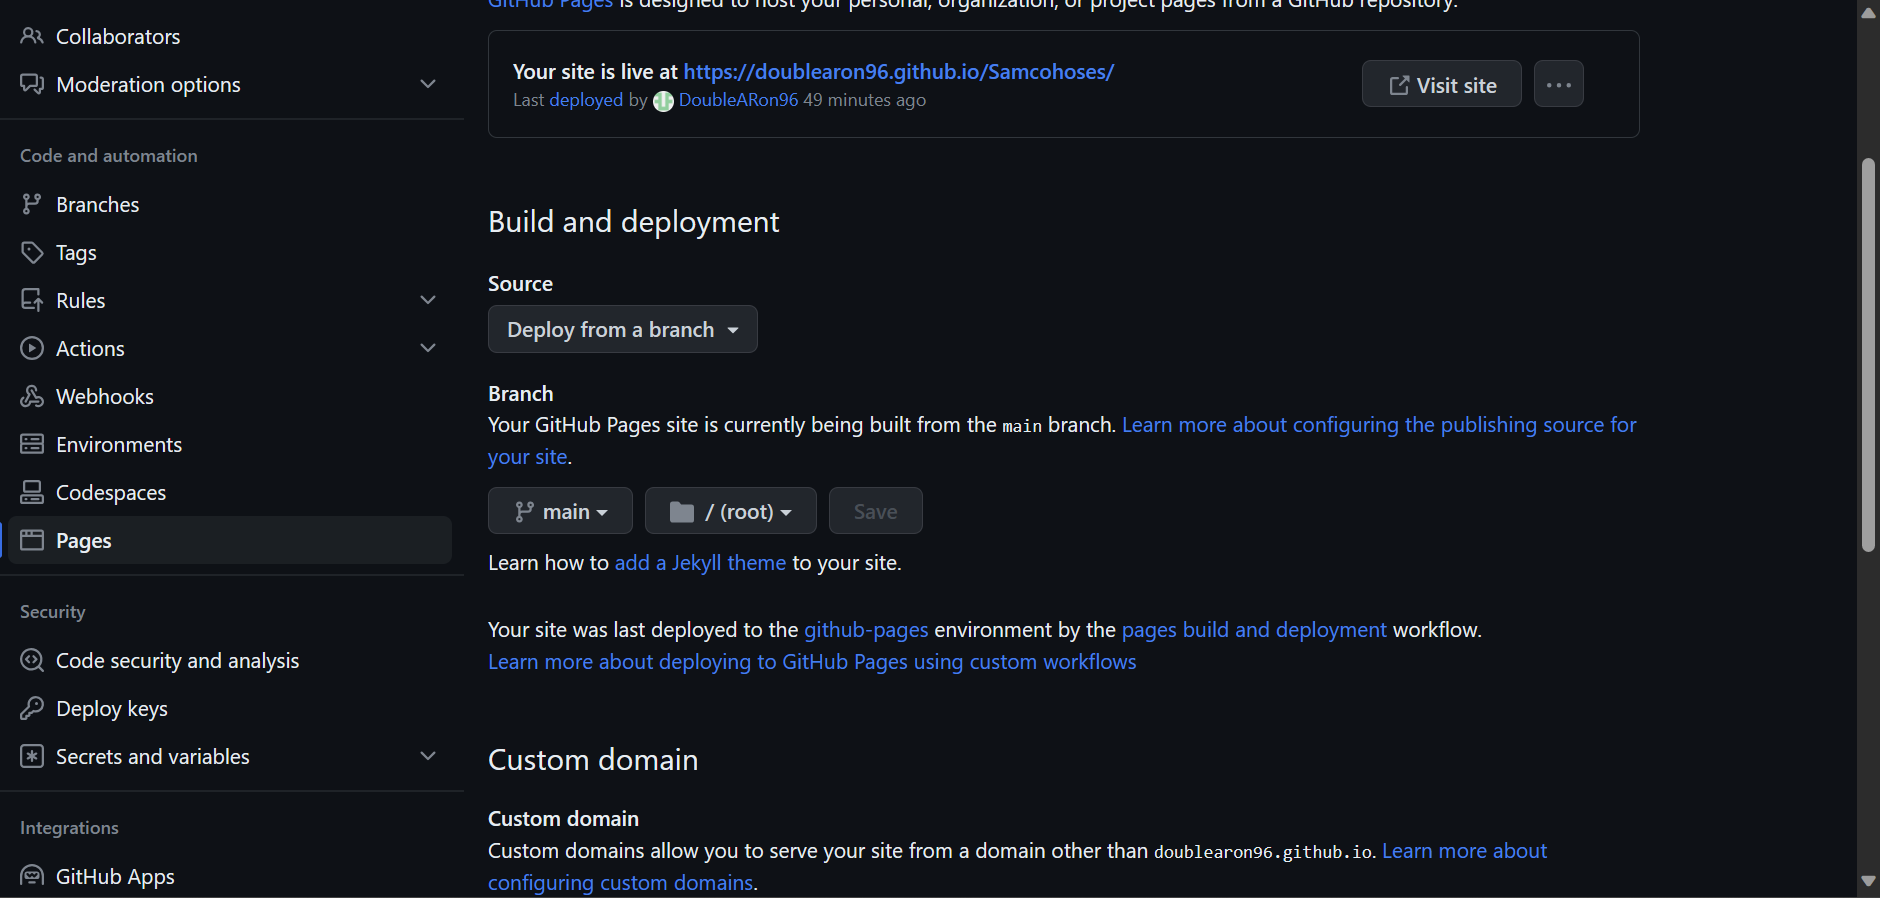 GitHub Pages is designed to host your personal, organization, or project pages from a GitHub repository.
Collaborators
Moderation options
Code and automation
Branches
Tags
Rules
Actions
Webhooks
Environments
Codespaces
Pages
Security
Code security and analysis
Deploy keys
Secrets and variables
Integrations
GitHub Apps
Your site is live at https://doublearon96.github.io/Samcohoses/
Last deployed by DoubleARon96 49 minutes ago
Visit site
Build and deployment
Source
Deploy from a branch
Branch
Your GitHub Pages site is currently being built from the main branch. Learn more about configuring the publishing source for
your site.
main
/ (root)
Save
Learn how to add a Jekyll theme to your site.
Your site was last deployed to the github-pages environment by the pages build and deployment workflow.
Learn more about deploying to GitHub Pages using custom workflows
Custom domain
Custom domain
Custom domains allow you to serve your site from a domain other than doublearon96.github.io. Learn more about
configuring custom domains.